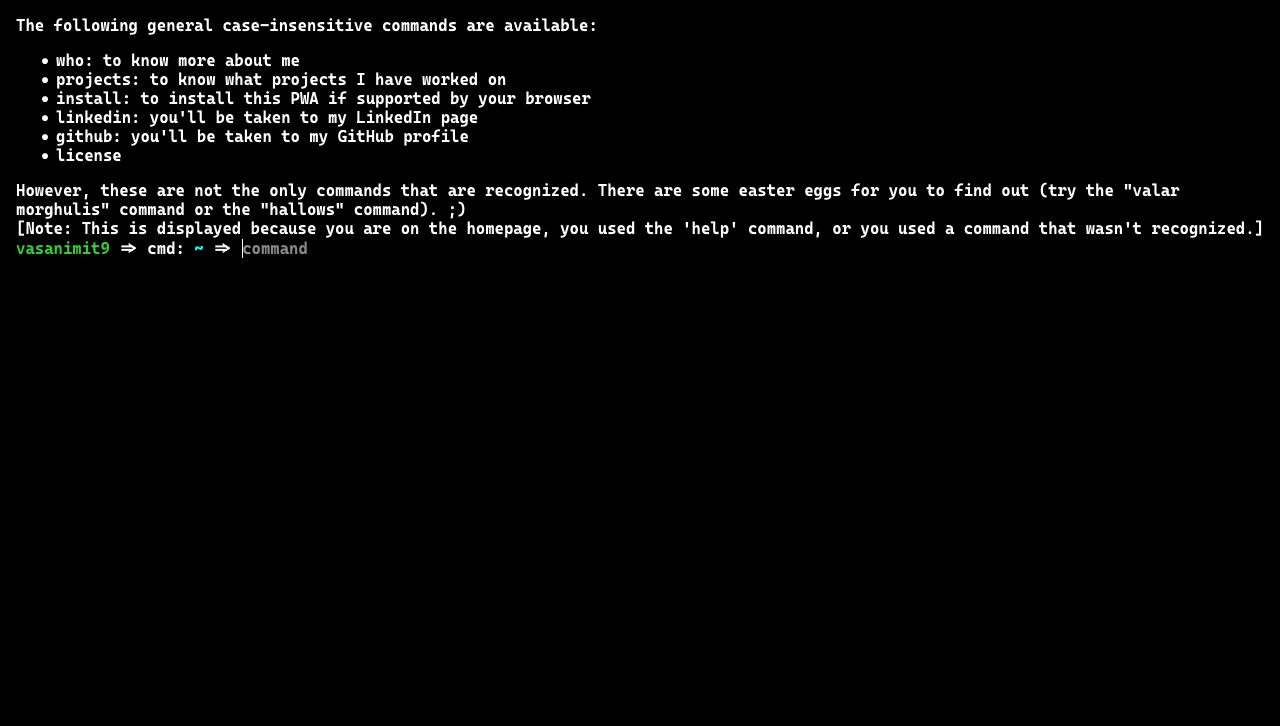 The following general case-insensitive commands are available:
• who: to know more about me
• projects: to know what projects I have worked on
• install: to install this PWA if supported by your browser
• linkedin: you'll be taken to my LinkedIn page
• github: you'll be taken to my GitHub profile
• license
However, these are not the only commands that are recognized. There are some easter eggs for you to find out (try the "valar
morghulis" command or the "hallows" command). ;)
[Note: This is displayed because you are on the homepage, you used the 'help' command, or you used a command that wasn't recognized.]
vasanimit9 => cmd: ~ => command